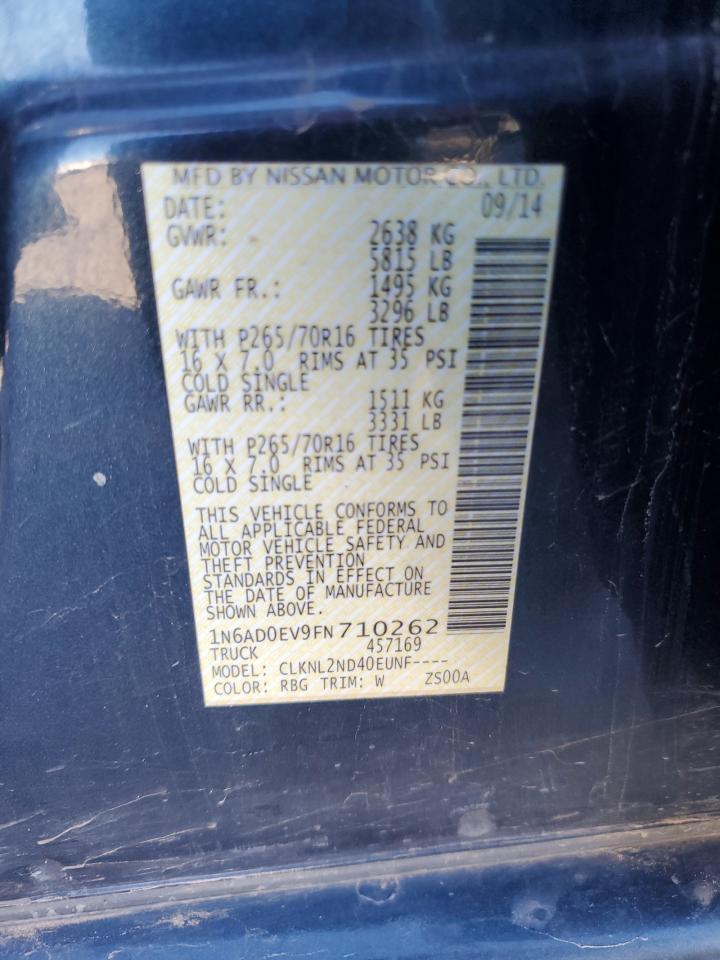 MFD BY NISSAN MOTOR CO., LTD.
DATE: 09/14
GVWR: 2638 KG
5815 LB
GAWR FR.: 1495 KG
3296 LB
WITH P265/70R16 TIRES
16 X 7.0 RIMS AT 35 PSI
COLD SINGLE
GAWR RR.: 1511 KG
3331 LB
WITH P265/70R16 TIRES
16 X 7.0 RIMS AT 35 PSI
COLD SINGLE
THIS VEHICLE CONFORMS TO
ALL APPLICABLE FEDERAL
MOTOR VEHICLE SAFETY AND
THEFT PREVENTION
STANDARDS IN EFFECT ON
THE DATE OF MANUFACTURE
SHOWN ABOVE.
1N6AD0EV9FN710262
TRUCK 457169
MODEL: CLKNL2ND40EUNF----
COLOR: RBG TRIM: W ZS00A